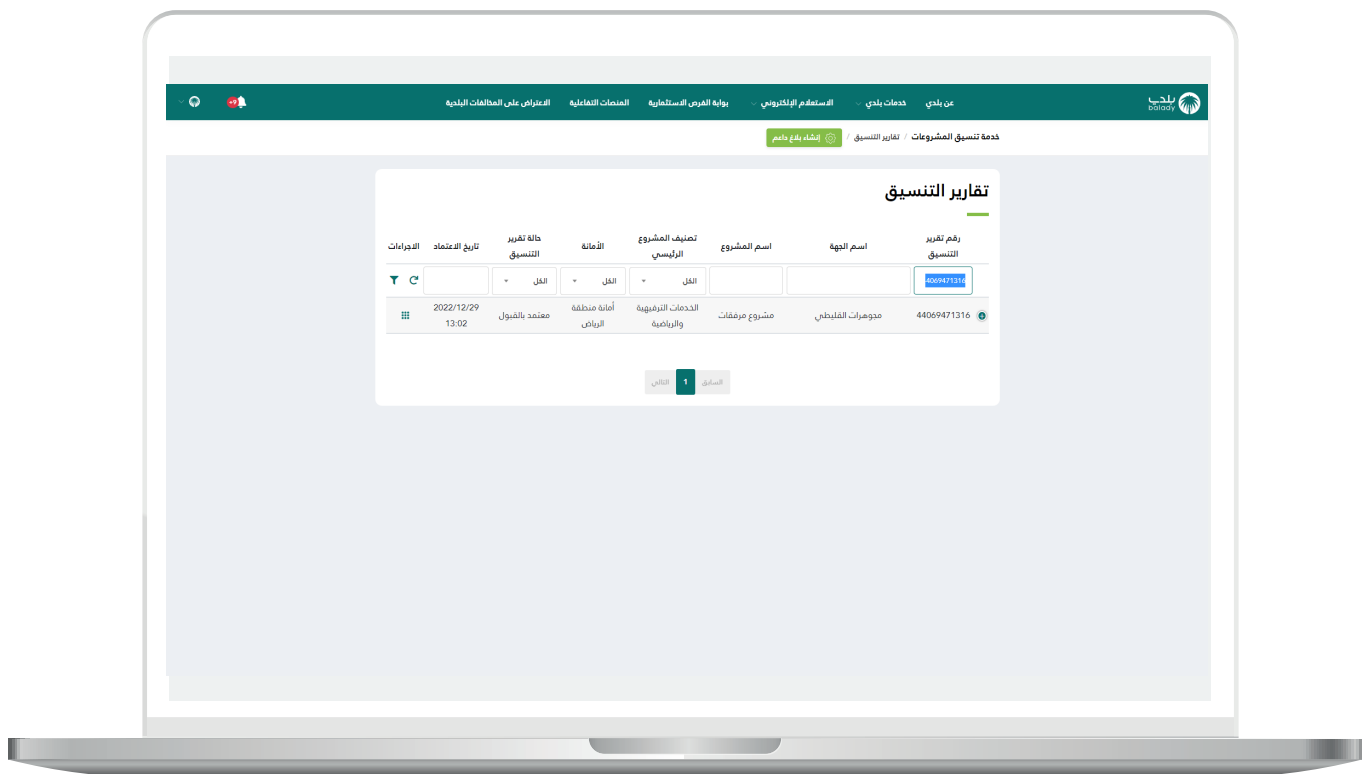 بلدي
balady
عن بلدي
خدمات بلدي
الاستعلام الإلكتروني
بوابة الفرص الاستثمارية
المنصات التفاعلية
الاعتراض على المخالفات البلدية
+9
خدمة تنسيق المشروعات / تقارير التنسيق / إنشاء بلاغ داعم
تقارير التنسيق
رقم تقرير التنسيق
اسم الجهة
اسم المشروع
تصنيف المشروع الرئيسي
الأمانة
حالة تقرير التنسيق
تاريخ الاعتماد
الاجراءات
4069471316
الكل
الكل
الكل
44069471316
مجوهرات القليطي
مشروع مرفقات
الخدمات الترفيهية والرياضية
أمانة منطقة الرياض
معتمد بالقبول
2022/12/29 13:02
السابق
1
التالي